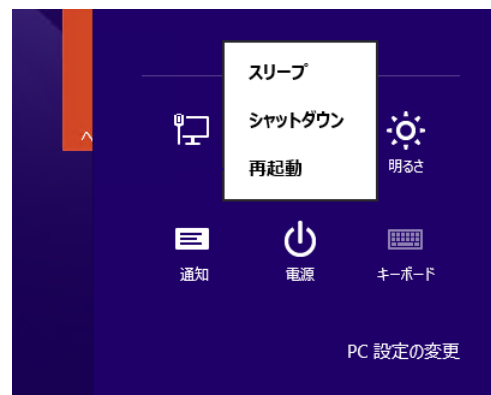 スリープ
シャットダウン
再起動
明るさ
通知
電源
キーボード
PC 設定の変更